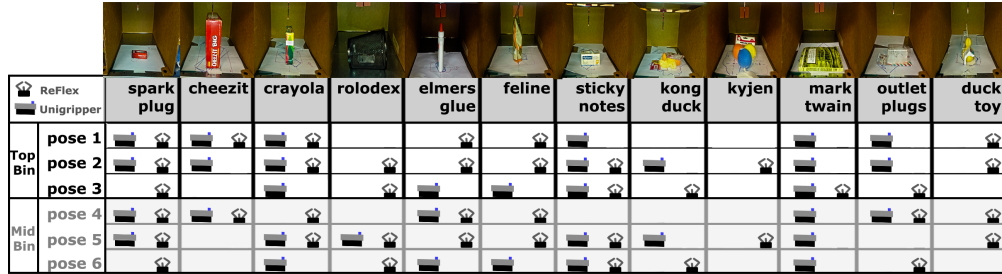 ReFlex
Unigripper
spark plug
cheezit
crayola
rolodex
elmers glue
feline
sticky notes
kong duck
kyjen
mark twain
outlet plugs
duck toy
Top Bin
pose 1
pose 2
pose 3
Mid Bin
pose 4
pose 5
pose 6